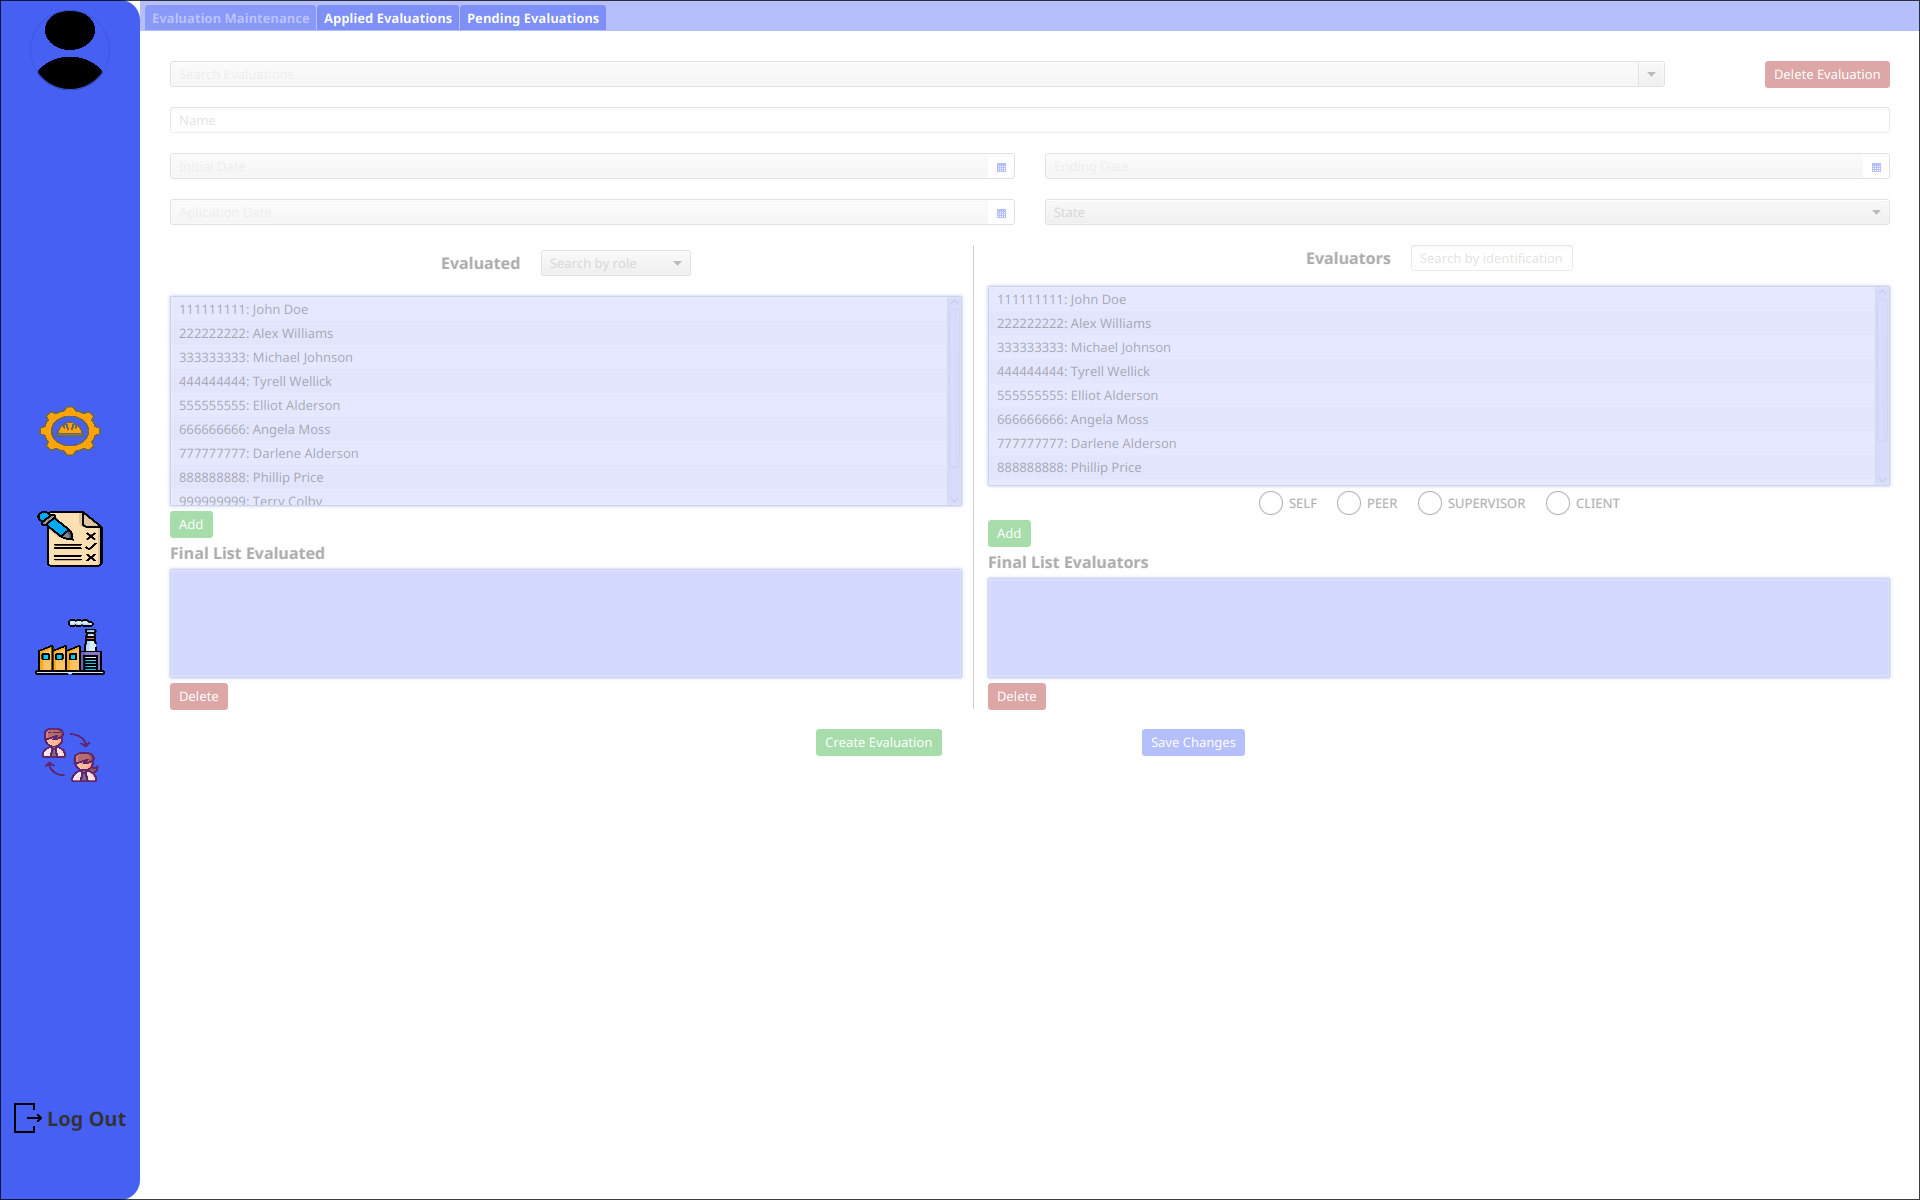 Evaluation Maintenance Applied Evaluations Pending Evaluations
Search Evaluations Delete Evaluation
Name
Initial Date Ending Date
Aplication Date State
Evaluated Search by role
111111111: John Doe
222222222: Alex Williams
333333333: Michael Johnson
444444444: Tyrell Wellick
555555555: Elliot Alderson
666666666: Angela Moss
777777777: Darlene Alderson
888888888: Phillip Price
999999999: Terry Colby
Add
Final List Evaluated
Delete
Evaluators Search by identification
111111111: John Doe
222222222: Alex Williams
333333333: Michael Johnson
444444444: Tyrell Wellick
555555555: Elliot Alderson
666666666: Angela Moss
777777777: Darlene Alderson
888888888: Phillip Price
SELF PEER SUPERVISOR CLIENT
Add
Final List Evaluators
Delete
Create Evaluation Save Changes
Log Out